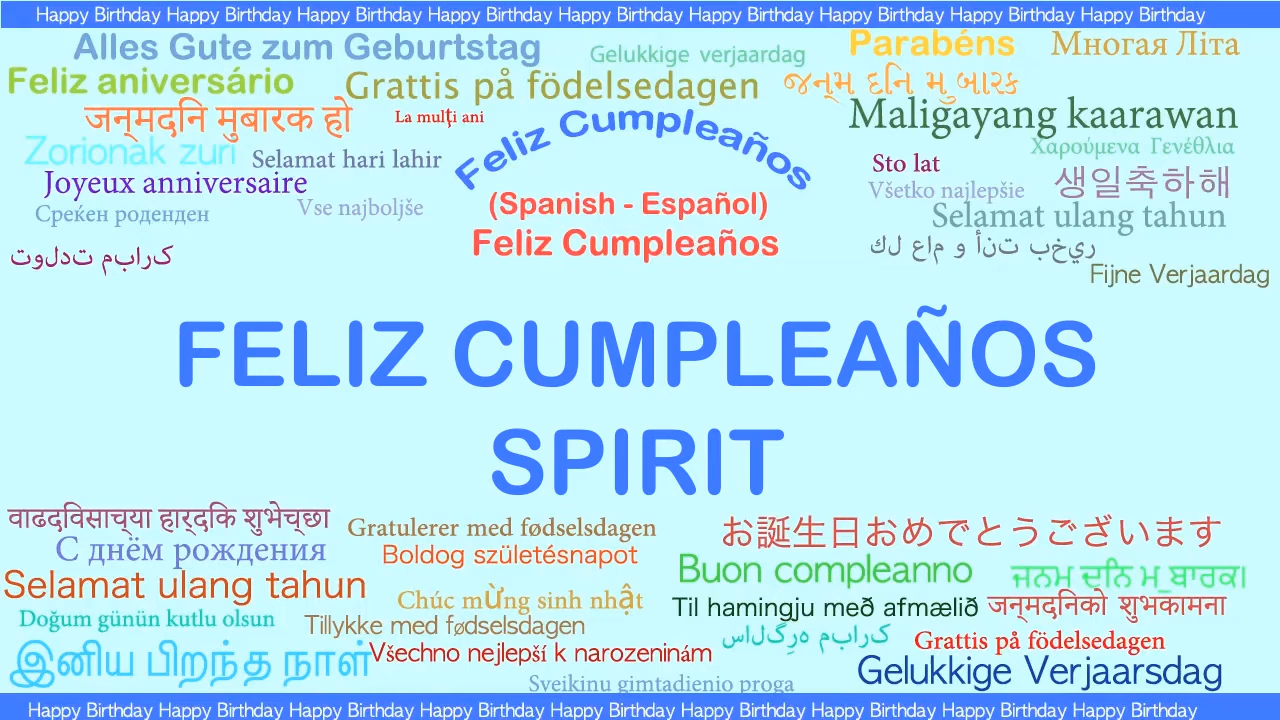 Happy Birthday Happy Birthday Happy Birthday Happy Birthday Happy Birthday Happy Birthday Happy Birthday Happy Birthday Happy Birthday
Alles Gute zum Geburtstag
Gelukkige verjaardag
Parabéns
Многая Літа
Feliz aniversário
Grattis på födelsedagen
જન્મ દિન મુબારક
जन्मदिन मुबारक हो
La mulţi ani
Feliz Cumpleaños
Maligayang kaarawan
Zorionak zuri
Selamat hari lahir
Sto lat
Χαρούμενα Γενέθλια
Joyeux anniversaire
Všetko najlepšie
생일축하해
Среќен роденден
Vse najboljše
(Spanish - Español)
Selamat ulang tahun
Feliz Cumpleaños
تولدت مبارک
كل عام و أنت بخير
Fijne Verjaardag
FELIZ CUMPLEAÑOS
SPIRIT
वाढदिवसाच्या हार्दिक शुभेच्छा
Gratulerer med fødselsdagen
お誕生日おめでとうございます
С днём рождения
Boldog születésnapot
Buon compleanno
ਜਨਮ ਦਿਨ ਮੁਬਾਰਕ।
Selamat ulang tahun
Chúc mừng sinh nhật
Til hamingju með afmælið
जन्मदिनको शुभकामना
Doğum günün kutlu olsun
Tillykke med fødselsdagen
سالگرہ مبارک
Grattis på födelsedagen
இனிய பிறந்த நாள்
Všechno nejlepší k narozeninám
Gelukkige Verjaarsdag
Sveikinu gimtadienio proga
Happy Birthday Happy Birthday Happy Birthday Happy Birthday Happy Birthday Happy Birthday Happy Birthday Happy Birthday Happy Birthday